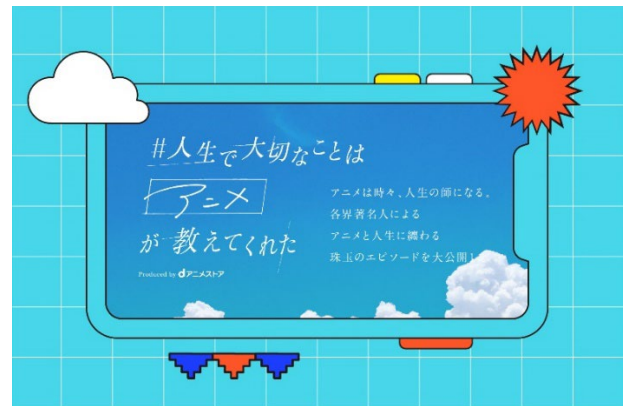 #人生で大切なことは
アニメ
が教えてくれた
Produced by dアニメストア
アニメは時々、人生の師になる。
各界著名人による
アニメと人生に纏わる
珠玉のエピソードを大公開!